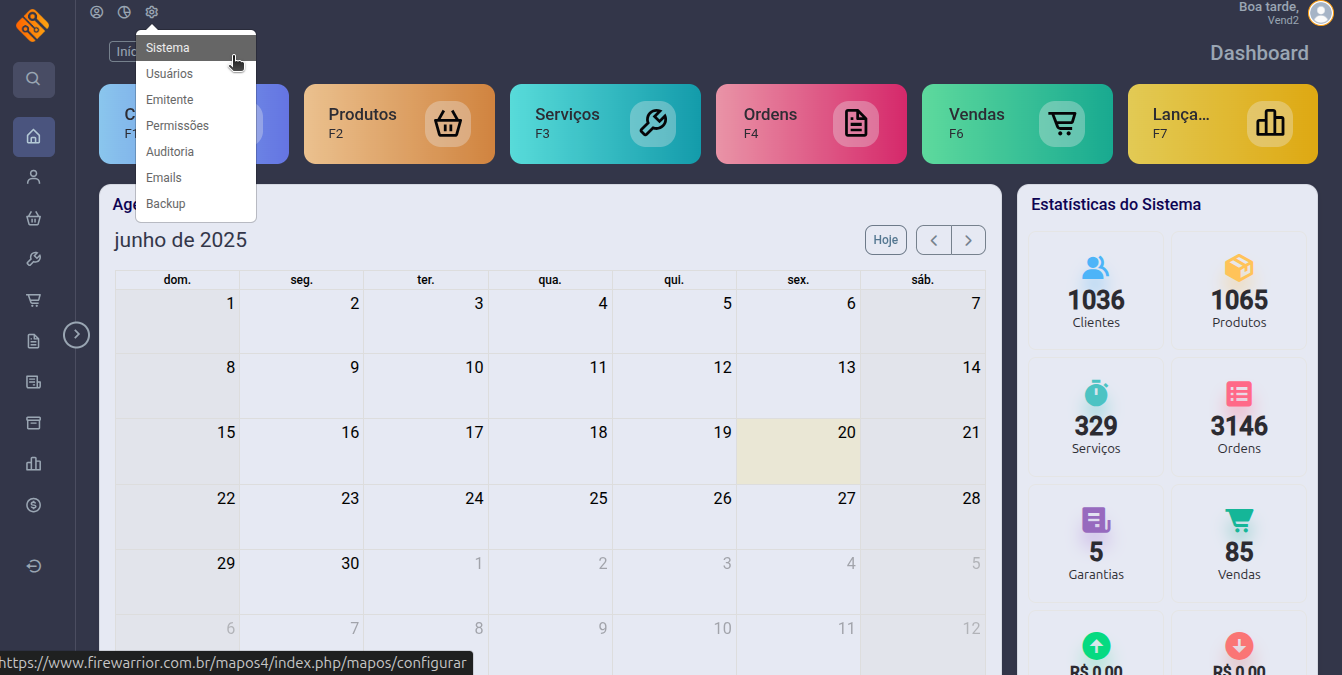 Boa tarde,
Vend2
Iníc
Dashboard
Sistema
Usuários
Emitente
Permissões
Auditoria
Emails
Backup
C
F1
Produtos
F2
Serviços
F3
Ordens
F4
Vendas
F6
Lança...
F7
Age
junho de 2025
Hoje
dom. seg. ter. qua. qui. sex. sáb.
1 2 3 4 5 6 7
8 9 10 11 12 13 14
15 16 17 18 19 20 21
22 23 24 25 26 27 28
29 30 1 2 3 4 5
6 7 8 9 10 11 12
Estatísticas do Sistema
1036
Clientes
1065
Produtos
329
Serviços
3146
Ordens
5
Garantias
85
Vendas
R$ 0,00
R$ 0,00
https://www.firewarrior.com.br/mapos4/index.php/mapos/configurar